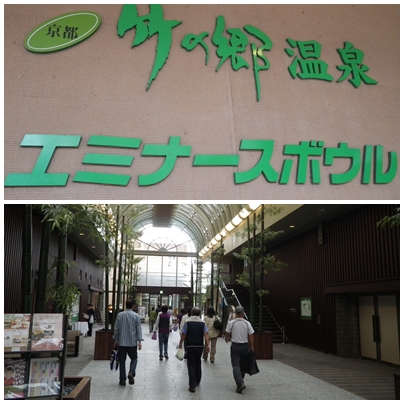 京都
竹の郷 温泉
エミナースボウル